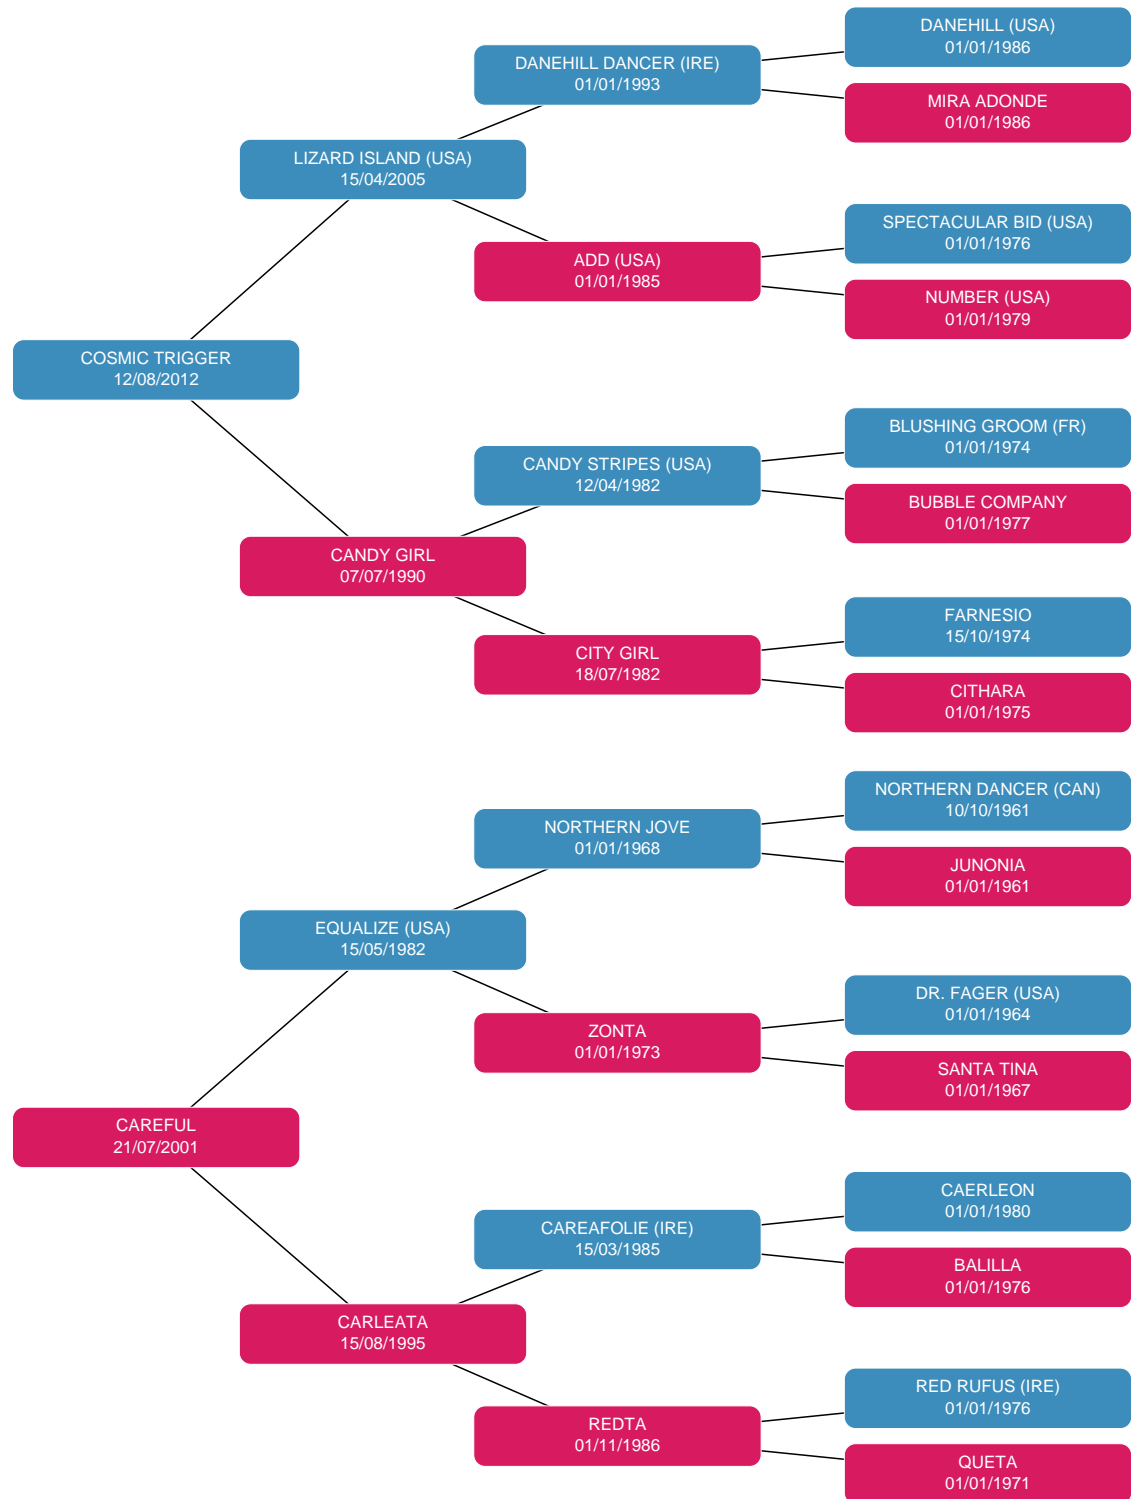 DANEHILL (USA)
01/01/1986
DANEHILL DANCER (IRE)
01/01/1993
MIRA ADONDE
01/01/1986
LIZARD ISLAND (USA)
15/04/2005
SPECTACULAR BID (USA)
01/01/1976
ADD (USA)
01/01/1985
NUMBER (USA)
01/01/1979
COSMIC TRIGGER
12/08/2012
BLUSHING GROOM (FR)
01/01/1974
CANDY STRIPES (USA)
12/04/1982
BUBBLE COMPANY
01/01/1977
CANDY GIRL
07/07/1990
FARNESIO
15/10/1974
CITY GIRL
18/07/1982
CITHARA
01/01/1975
NORTHERN DANCER (CAN)
10/10/1961
NORTHERN JOVE
01/01/1968
JUNONIA
01/01/1961
EQUALIZE (USA)
15/05/1982
DR. FAGER (USA)
01/01/1964
ZONTA
01/01/1973
SANTA TINA
01/01/1967
CAREFUL
21/07/2001
CAERLEON
01/01/1980
CAREAFOLIE (IRE)
15/03/1985
BALILLA
01/01/1976
CARLEATA
15/08/1995
RED RUFUS (IRE)
01/01/1976
REDTA
01/11/1986
QUETA
01/01/1971